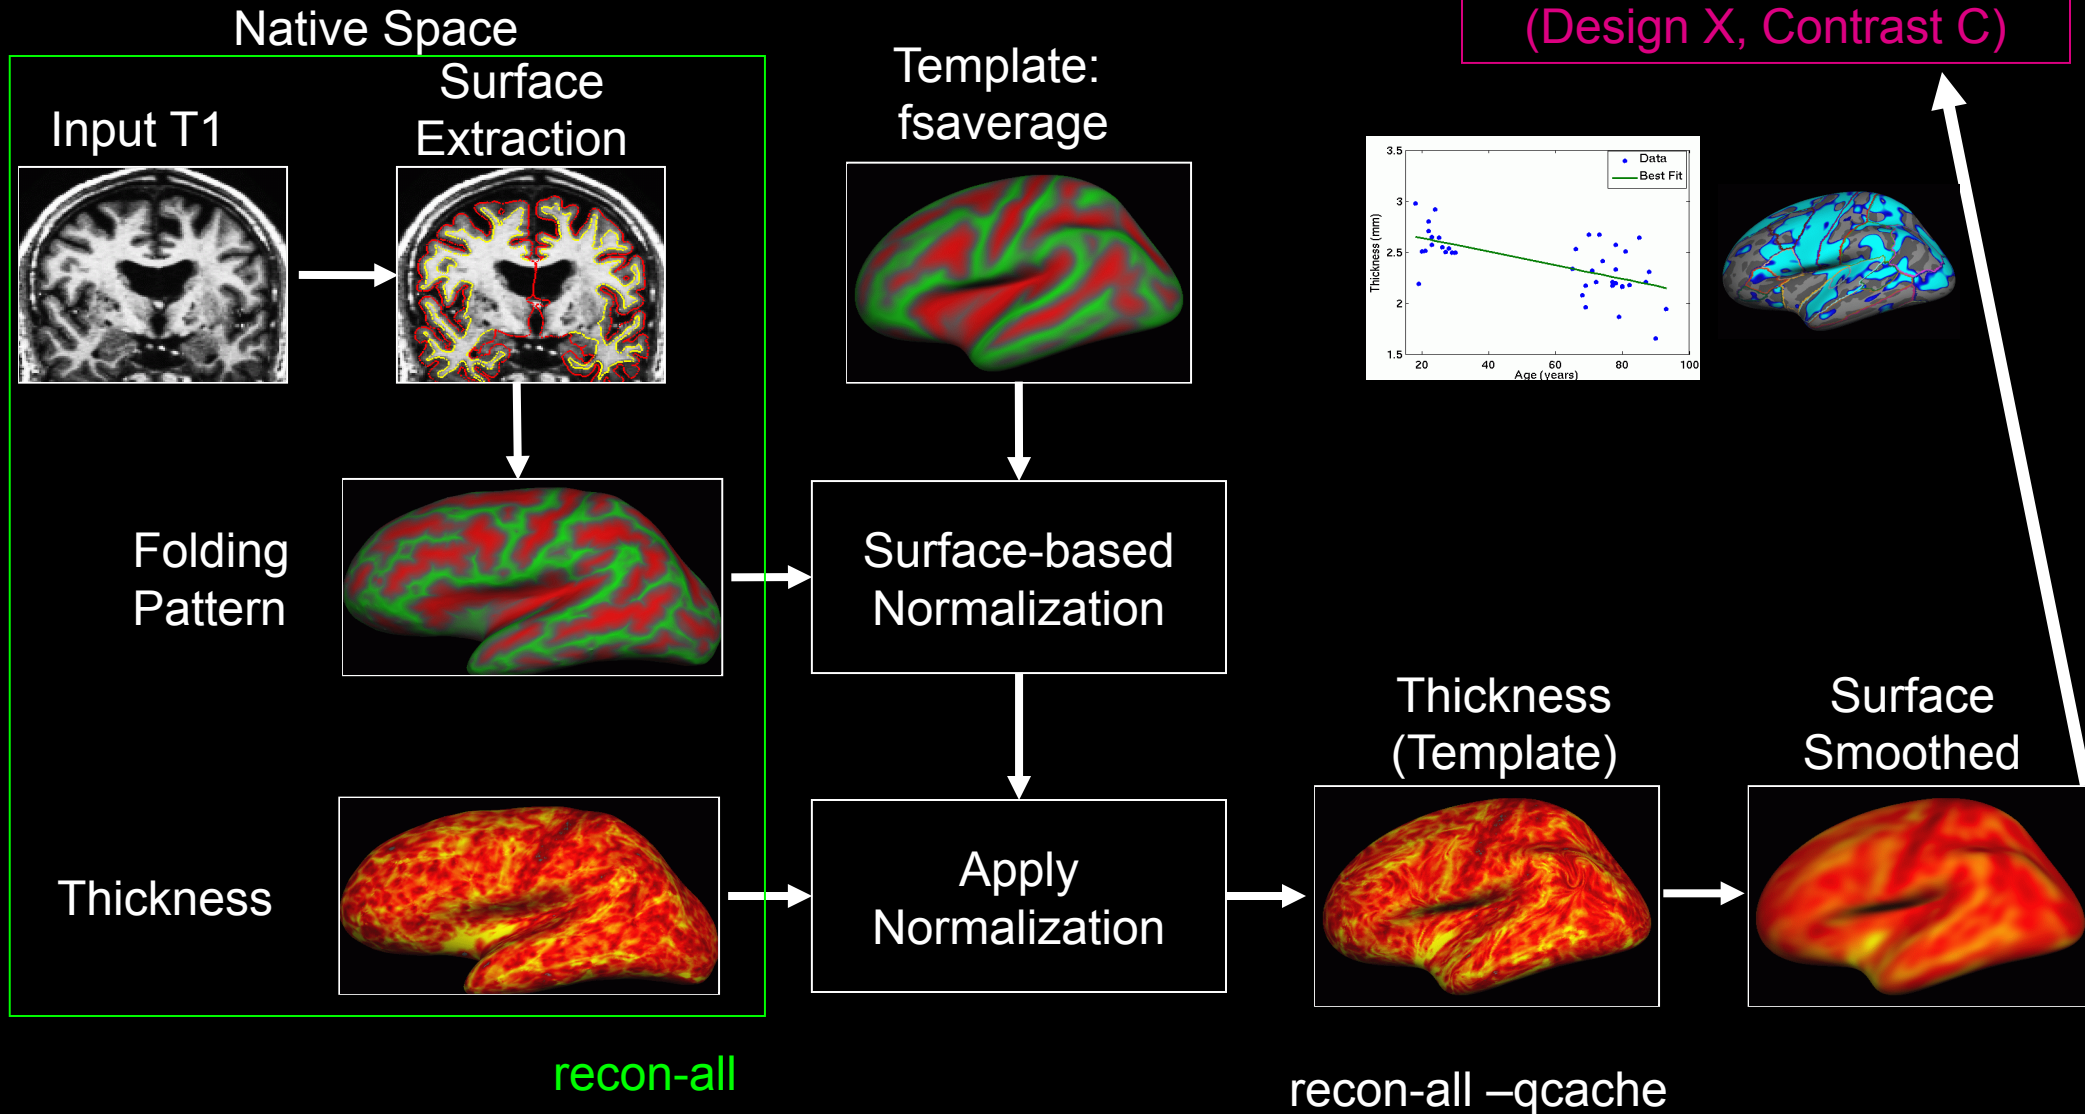 Native Space
(Design X, Contrast C)
Input T1
Surface
Extraction
Template:
fsaverage
3.5
3
2.5
2
1.5
Thickness (mm)
20
40
60
80
100
Age (years)
Data
Best Fit
Folding
Pattern
Surface-based
Normalization
Thickness
Apply
Normalization
Thickness
(Template)
Surface
Smoothed
recon-all
recon-all –qcache